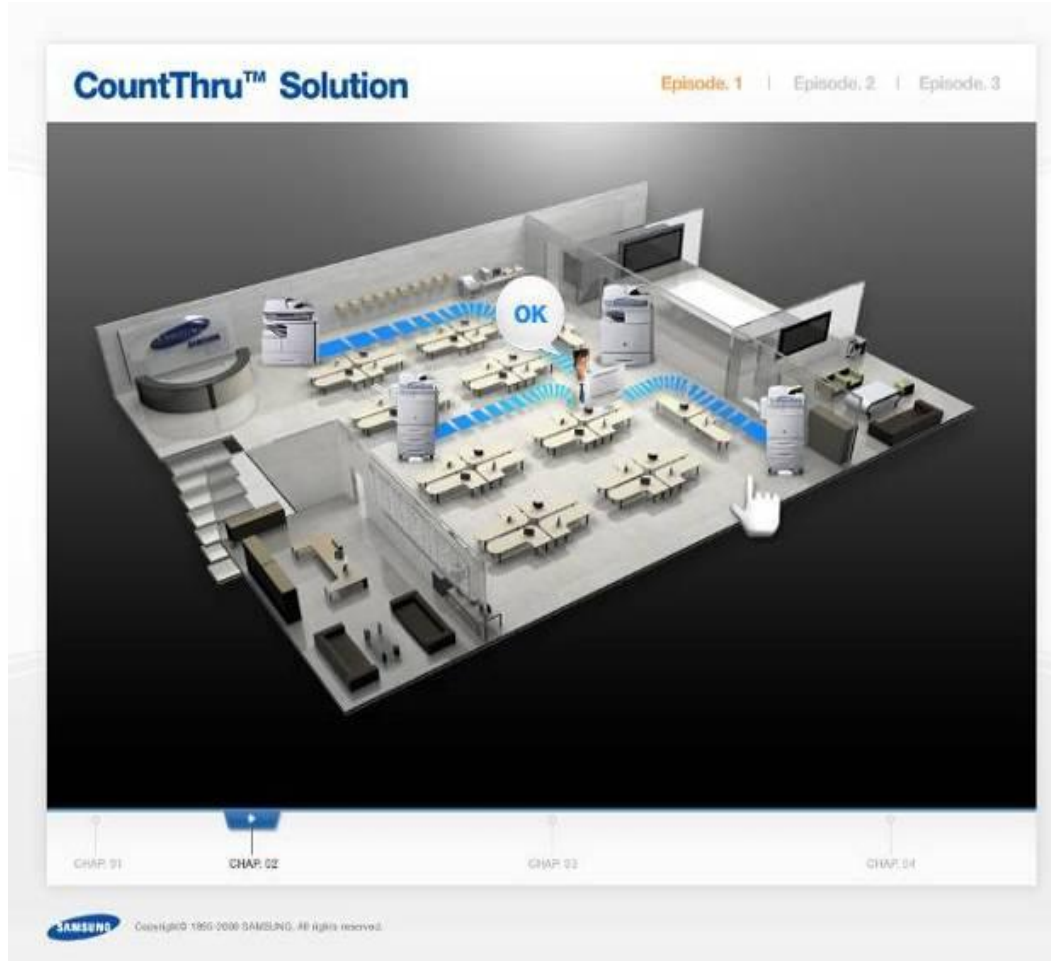 CountThru™ Solution
Episode. 1 | Episode. 2 | Episode. 3
SAMSUNG
OK
CHAP. 01 CHAP. 02 CHAP. 03 CHAP. 04
SAMSUNG Copyright© 1995-2009 SAMSUNG. All rights reserved.